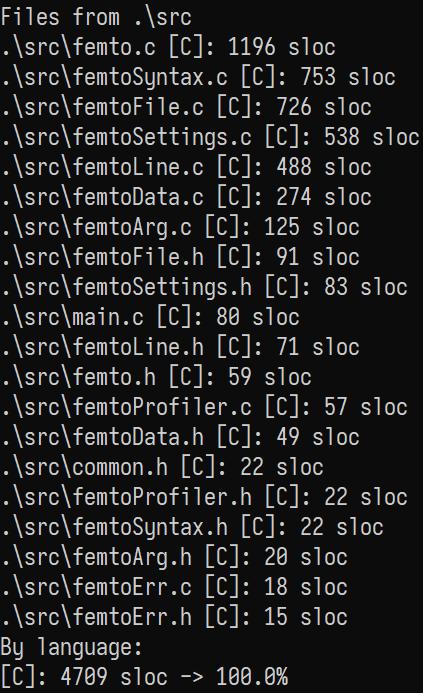 Files from .\src
.\src\femto.c [C]: 1196 sloc
.\src\femtoSyntax.c [C]: 753 sloc
.\src\femtoFile.c [C]: 726 sloc
.\src\femtoSettings.c [C]: 538 sloc
.\src\femtoLine.c [C]: 488 sloc
.\src\femtoData.c [C]: 274 sloc
.\src\femtoArg.c [C]: 125 sloc
.\src\femtoFile.h [C]: 91 sloc
.\src\femtoSettings.h [C]: 83 sloc
.\src\main.c [C]: 80 sloc
.\src\femtoLine.h [C]: 71 sloc
.\src\femto.h [C]: 59 sloc
.\src\femtoProfiler.c [C]: 57 sloc
.\src\femtoData.h [C]: 49 sloc
.\src\common.h [C]: 22 sloc
.\src\femtoProfiler.h [C]: 22 sloc
.\src\femtoSyntax.h [C]: 22 sloc
.\src\femtoArg.h [C]: 20 sloc
.\src\femtoErr.c [C]: 18 sloc
.\src\femtoErr.h [C]: 15 sloc
By language:
[C]: 4709 sloc -> 100.0%